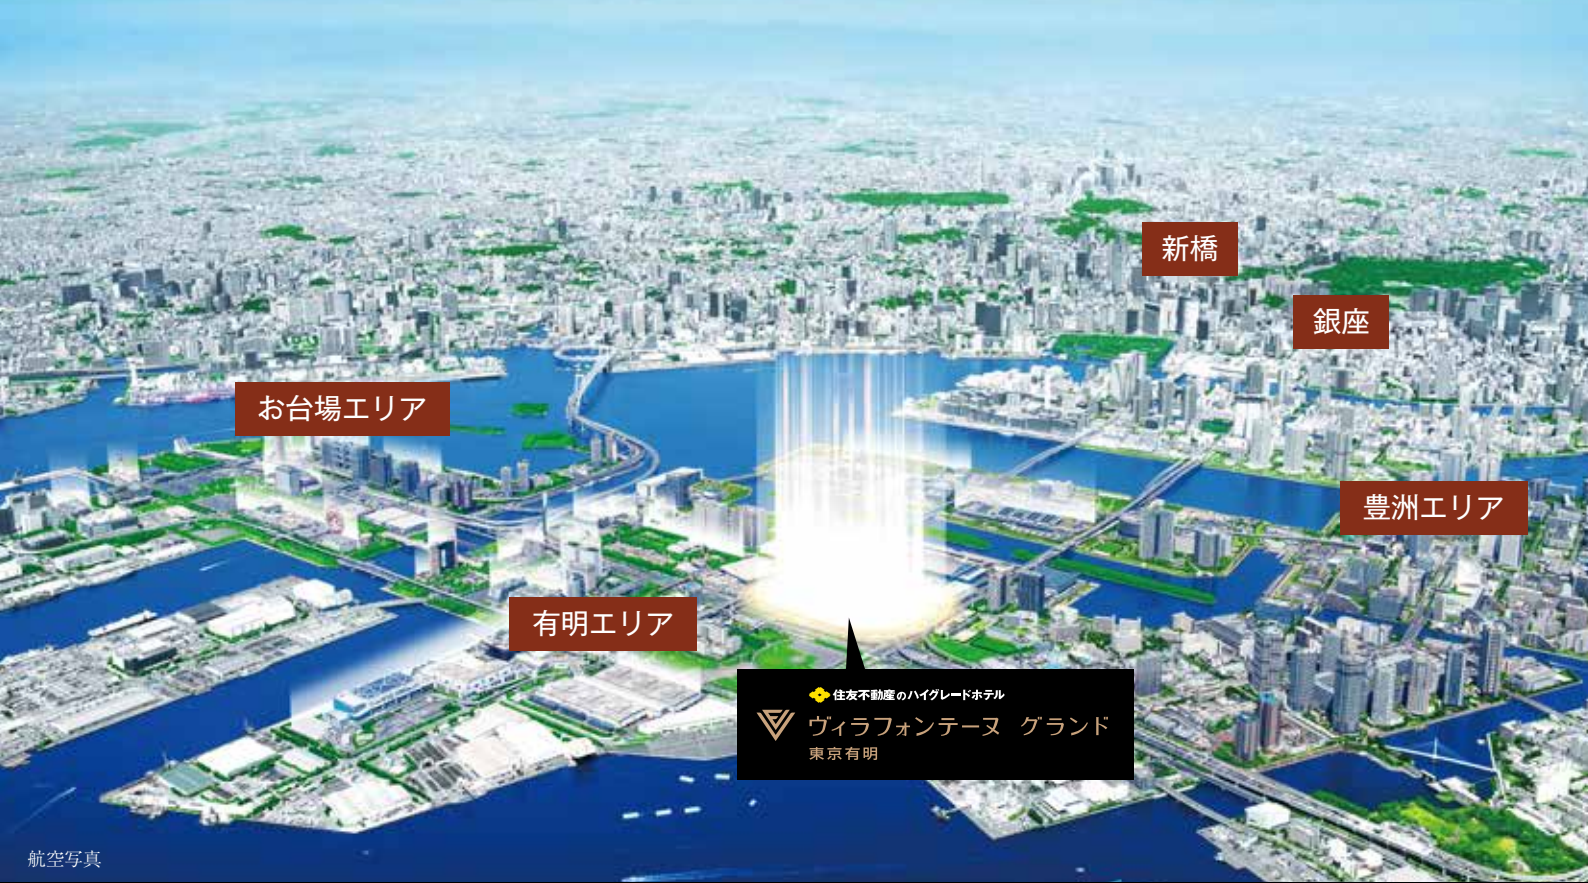 新橋
銀座
お台場エリア
豊洲エリア
有明エリア
住友不動産のハイグレードホテル
ヴィラフォンテーヌ グランド
東京有明
航空写真